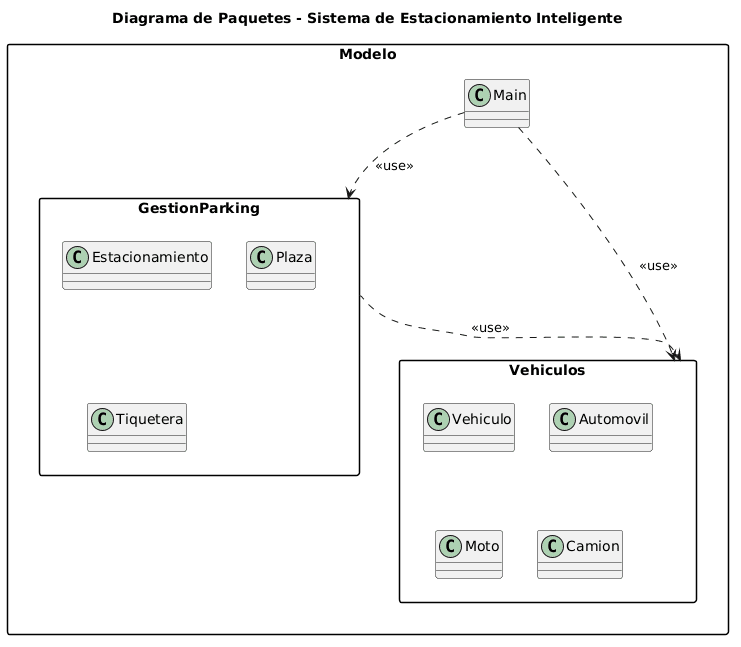 Diagrama de Paquetes - Sistema de Estacionamiento Inteligente
Modelo
C Main
«use»
GestionParking
C Estacionamiento
C Plaza
«use»
«use»
Vehiculos
C Tiquetera
C Vehiculo
C Automovil
C Moto
C Camion